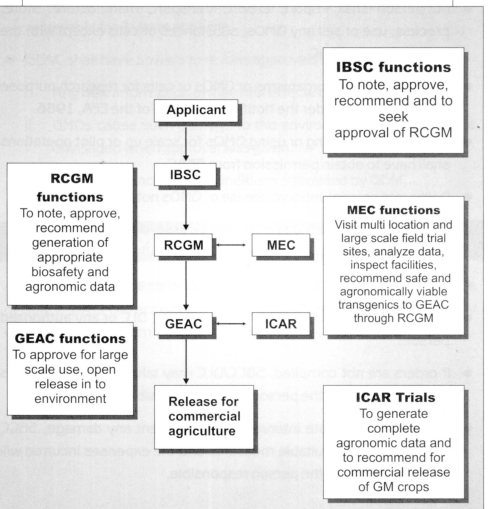 IBSC functions
To note, approve,
recommend and to
seek
approval of RCGM
Applicant
IBSC
RCGM
functions
To note, approve,
recommend
generation of
appropriate
biosafety and
agronomic data
RCGM
MEC
MEC functions
Visit multi location and
large scale field trial
sites, analyze data,
inspect facilities,
recommend safe and
agronomically viable
transgenics to GEAC
through RCGM
GEAC
ICAR
GEAC functions
To approve for large
scale use, open
release in to
environment
Release for
commercial
agriculture
ICAR Trials
To generate
complete
agronomic data and
to recommend for
commercial release
of GM crops